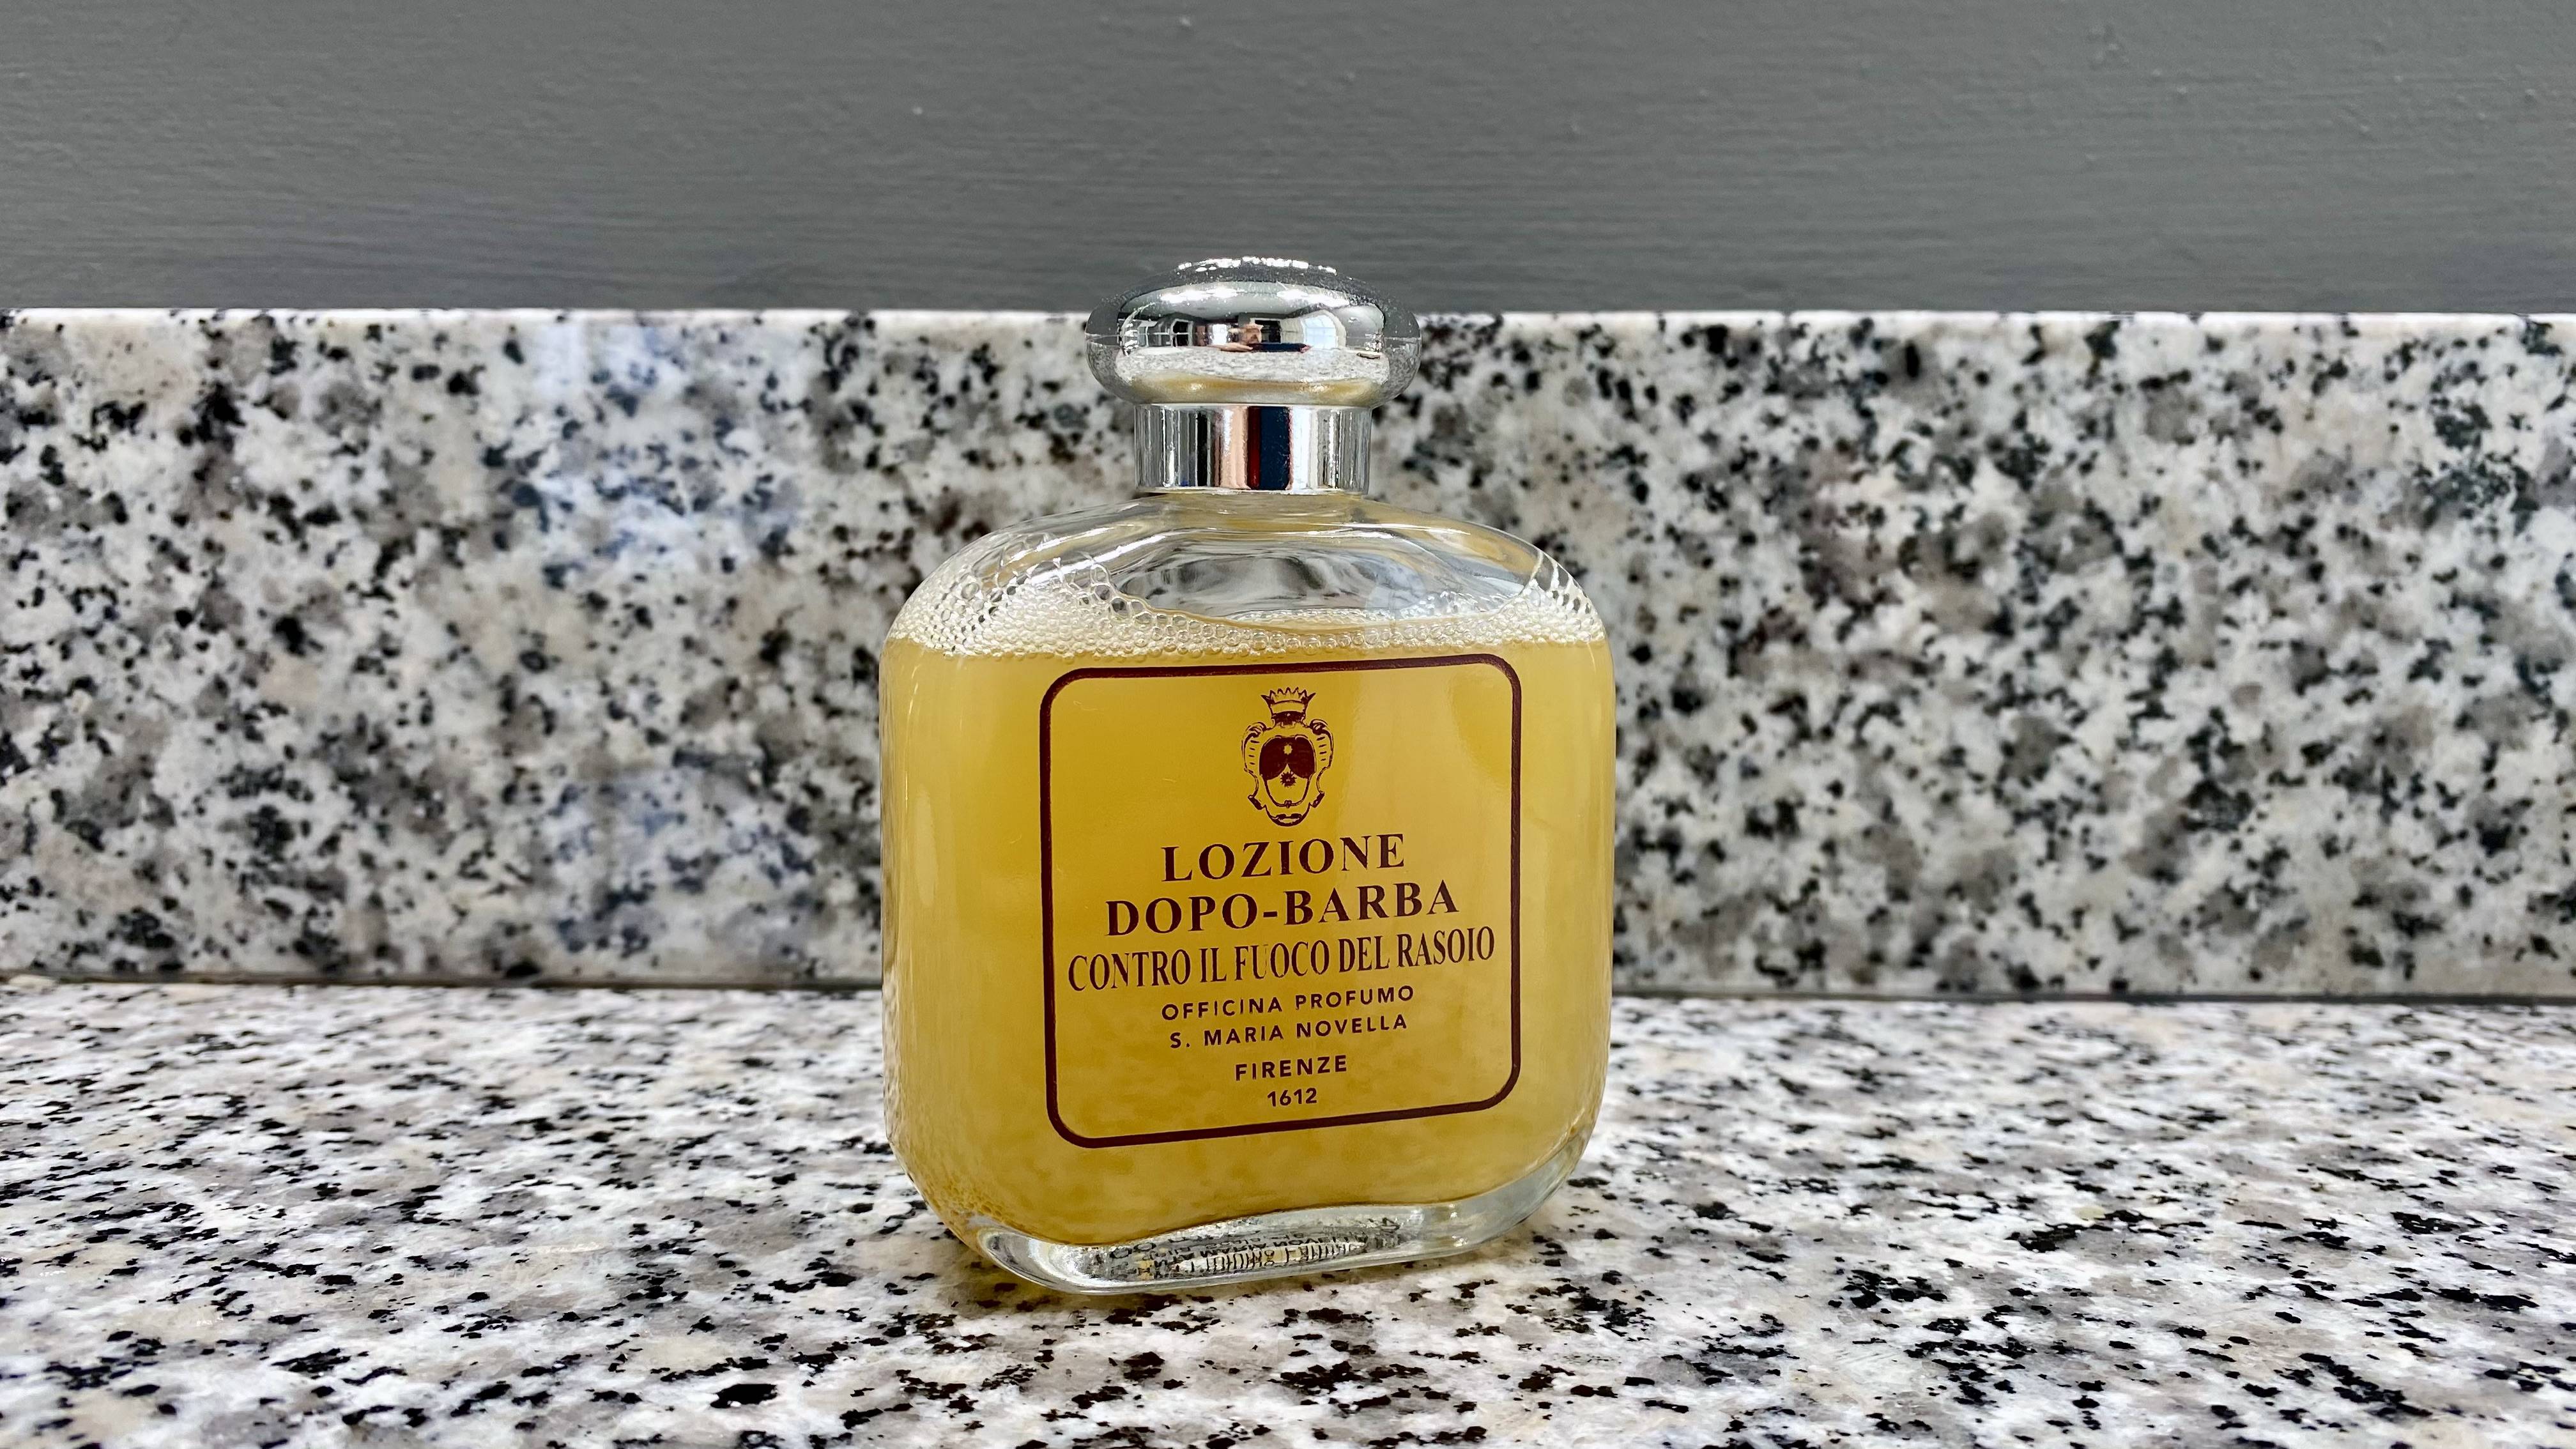 LOZIONE
DOPO-BARBA
CONTRO IL FUOCO DEL RASOIO
OFFICINA PROFUMO
S. MARIA NOVELLA
FIRENZE
1612